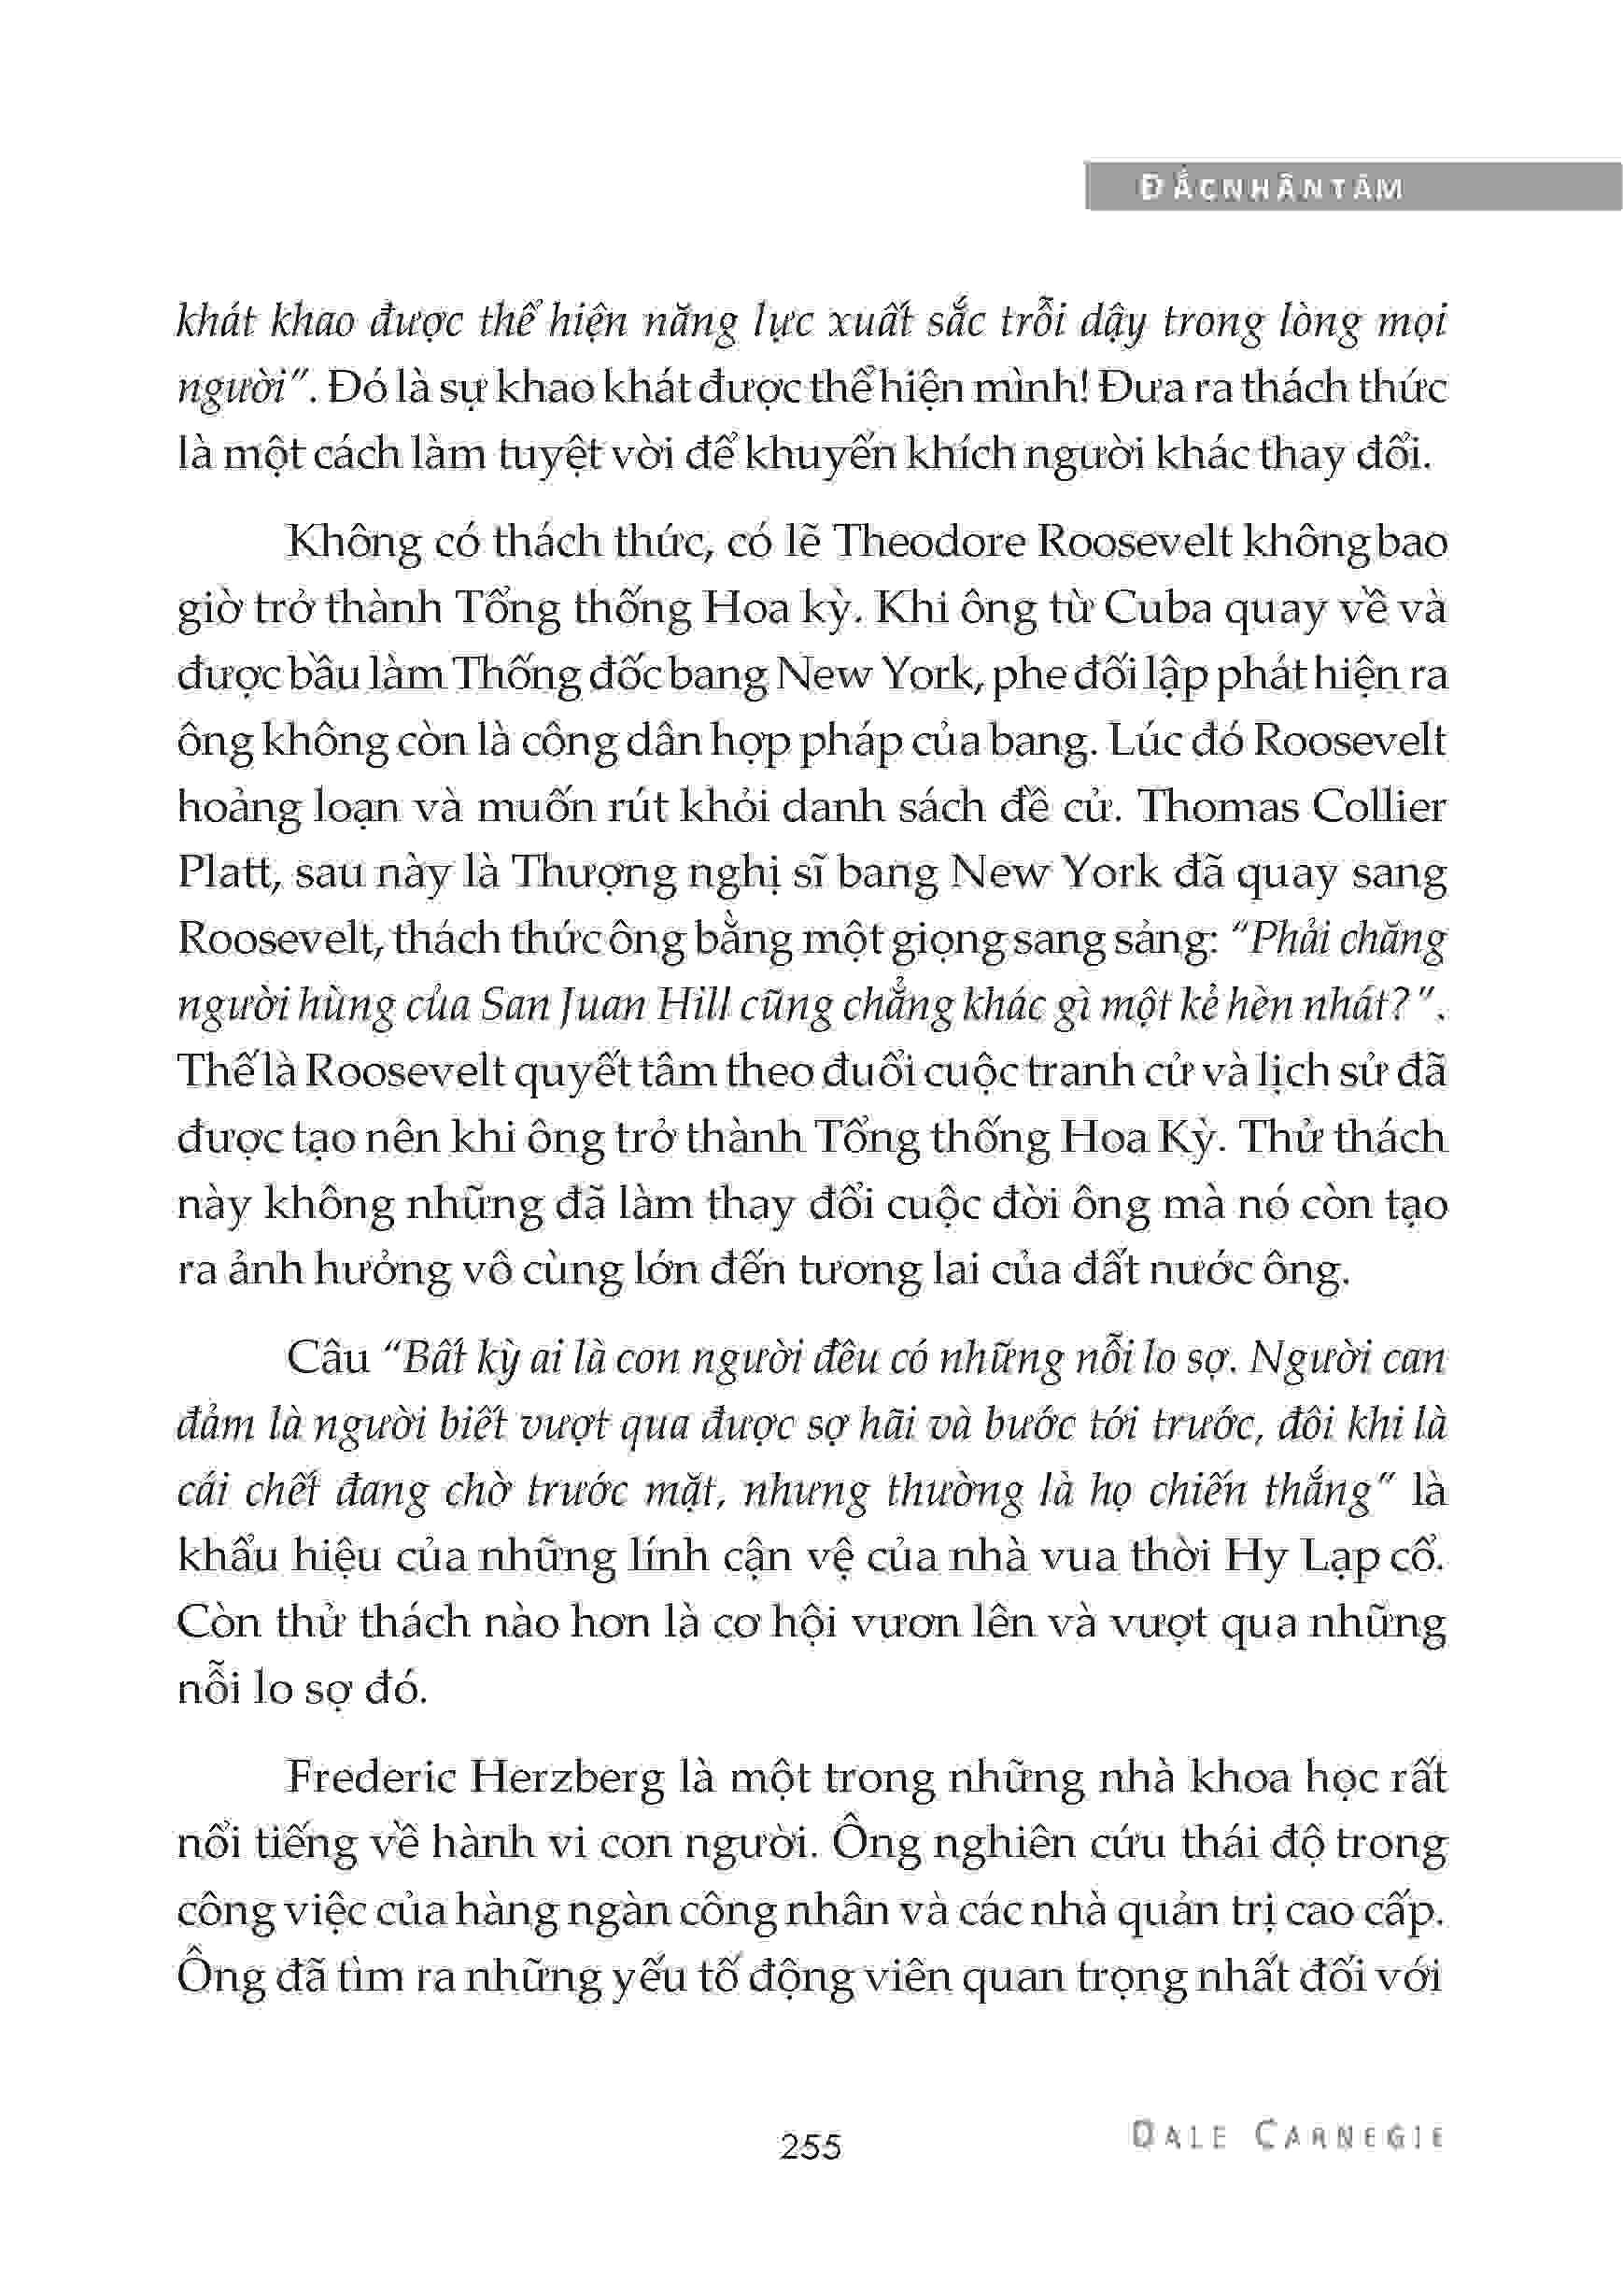 ĐẮC NHÂN TÂM
khát khao được thể hiện năng lực xuất sắc trỗi dậy trong lòng mọi
người”. Đó là sự khao khát được thể hiện mình! Đưa ra thách thức
là một cách làm tuyệt vời để khuyến khích người khác thay đổi.
Không có thách thức, có lẽ Theodore Roosevelt không bao
giờ trở thành Tổng thống Hoa kỳ. Khi ông từ Cuba quay về và
được bầu làm Thống đốc bang New York, phe đối lập phát hiện ra
ông không còn là công dân hợp pháp của bang. Lúc đó Roosevelt
hoảng loạn và muốn rút khỏi danh sách đề cử. Thomas Collier
Platt, sau này là Thượng nghị sĩ bang New York đã quay sang
Roosevelt, thách thức ông bằng một giọng sang sảng: “Phải chăng
người hùng của San Juan Hill cũng chẳng khác gì một kẻ hèn nhát?”.
Thế là Roosevelt quyết tâm theo đuổi cuộc tranh cử và lịch sử đã
được tạo nên khi ông trở thành Tổng thống Hoa Kỳ. Thử thách
này không những đã làm thay đổi cuộc đời ông mà nó còn tạo
ra ảnh hưởng vô cùng lớn đến tương lai của đất nước ông.
Câu “Bất kỳ ai là con người đều có những nỗi lo sợ. Người can
đảm là người biết vượt qua được sợ hãi và bước tới trước, đôi khi là
cái chết đang chờ trước mặt, nhưng thường là họ chiến thắng” là
khẩu hiệu của những lính cận vệ của nhà vua thời Hy Lạp cổ.
Còn thử thách nào hơn là cơ hội vươn lên và vượt qua những
nỗi lo sợ đó.
Frederic Herzberg là một trong những nhà khoa học rất
nổi tiếng về hành vi con người. Ông nghiên cứu thái độ trong
công việc của hàng ngàn công nhân và các nhà quản trị cao cấp.
Ông đã tìm ra những yếu tố động viên quan trọng nhất đối với
255
DALE CARNEGIE